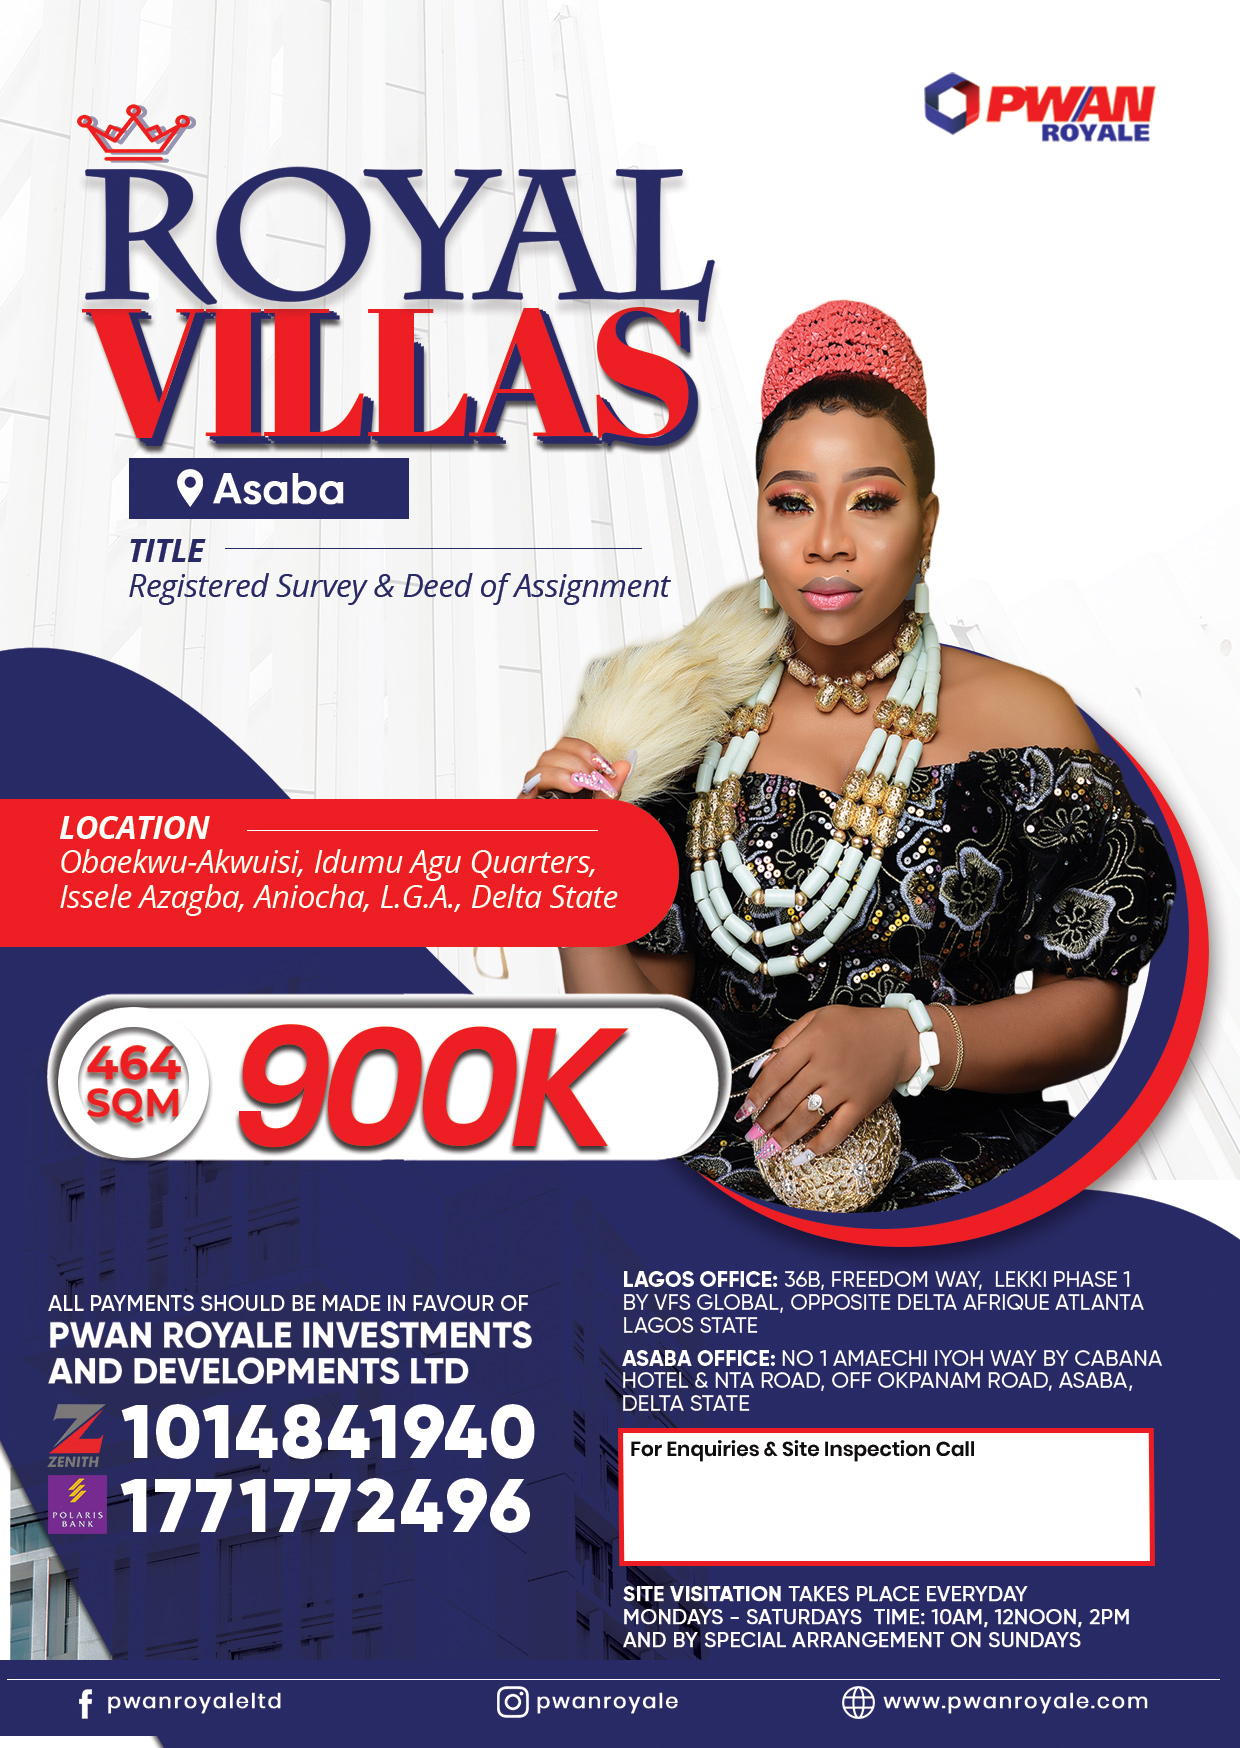 PWAN
ROYALE
ROYAL
VILLAS
Asaba
TITLE
Registered Survey & Deed of Assignment
LOCATION
Obaekwu-Akwuisi, Idumu Agu Quarters,
Issele Azagba, Aniocha, L.G.A., Delta State
464
SQM
900K
ALL PAYMENTS SHOULD BE MADE IN FAVOUR OF
PWAN ROYALE INVESTMENTS
AND DEVELOPMENTS LTD
ZENITH
1014841940
POLARIS
BANK
1771772496
LAGOS OFFICE: 36B, FREEDOM WAY, LEKKI PHASE 1
BY VFS GLOBAL, OPPOSITE DELTA AFRIQUE ATLANTA
LAGOS STATE
ASABA OFFICE: NO 1 AMAECHI IYOH WAY BY CABANA
HOTEL & NTA ROAD, OFF OKPANAM ROAD, ASABA,
DELTA STATE
For Enquiries & Site Inspection Call
SITE VISITATION TAKES PLACE EVERYDAY
MONDAYS - SATURDAYS TIME: 10AM, 12NOON, 2PM
AND BY SPECIAL ARRANGEMENT ON SUNDAYS
pwanroyaleltd
pwanroyale
www.pwanroyale.com